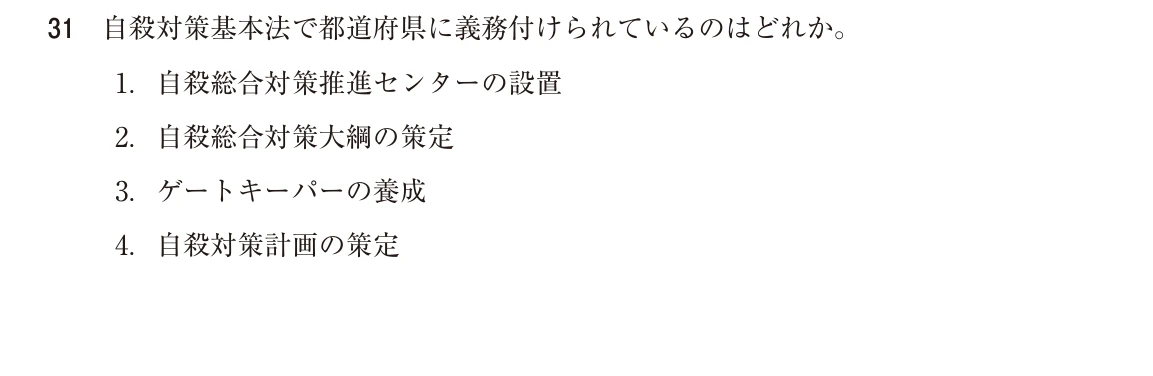 31 自殺対策基本法で都道府県に義務付けられているのはどれか。
1. 自殺総合対策推進センターの設置
2. 自殺総合対策大綱の策定
3. ゲートキーパーの養成
4. 自殺対策計画の策定